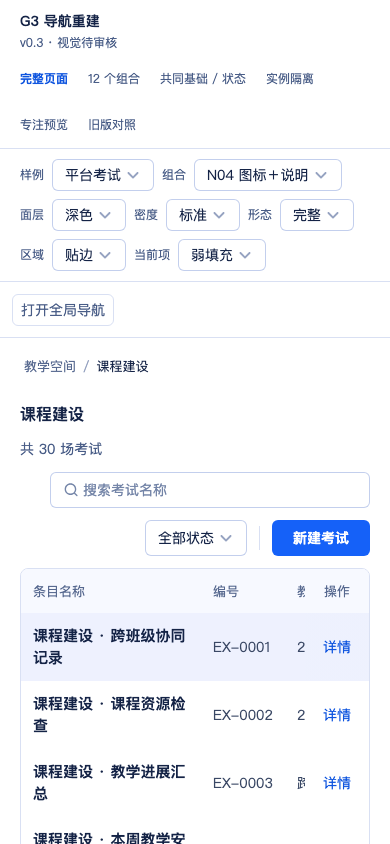 G3 导航重建
v0.3 · 视觉待审核
完整页面 12 个组合 共同基础 / 状态 实例隔离
专注预览 旧版对照
样例 平台考试 组合 N04 图标＋说明
面层 深色 密度 标准 形态 完整
区域 贴边 当前项 弱填充
打开全局导航
教学空间 / 课程建设
课程建设
共 30 场考试
搜索考试名称
全部状态 新建考试
条目名称 编号 操作
课程建设 · 跨班级协同
记录
EX-0001 2 详情
课程建设 · 课程资源检
查
EX-0002 2 详情
课程建设 · 教学进展汇
总
EX-0003 详情
课程建设 · 本周教学安